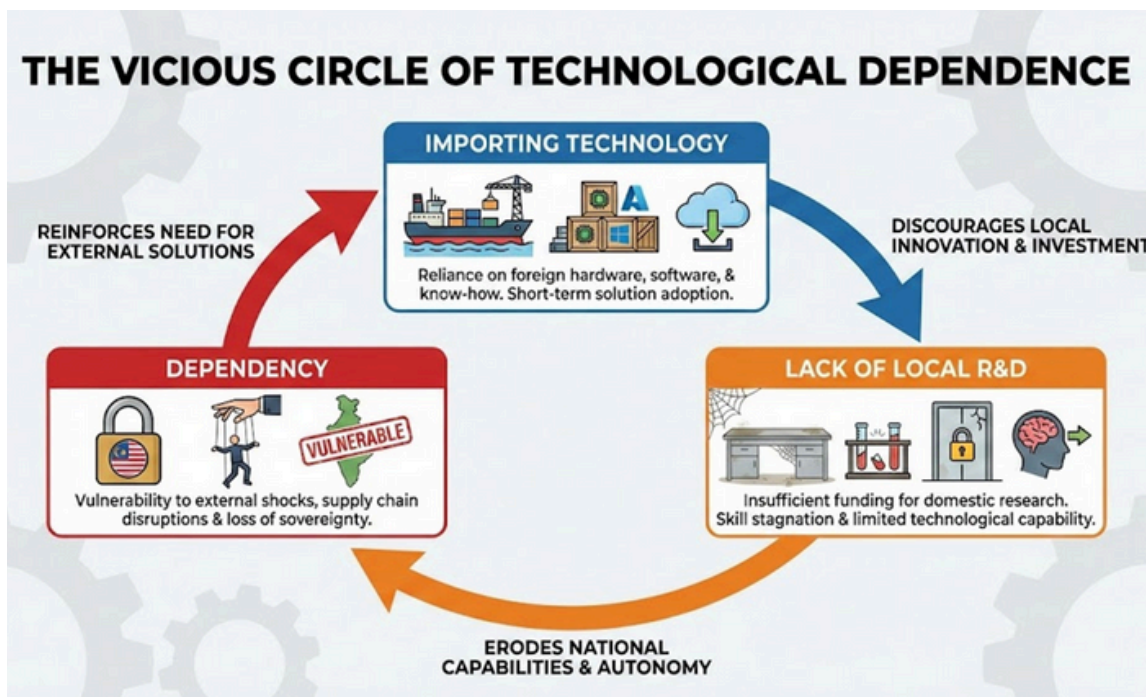 THE VICIOUS CIRCLE OF TECHNOLOGICAL DEPENDENCE
IMPORTING TECHNOLOGY
Reliance on foreign hardware, software, &
know-how. Short-term solution adoption.
DISCOURAGES LOCAL
INNOVATION & INVESTMENT
LACK OF LOCAL R&D
Insufficient funding for domestic research.
Skill stagnation & limited technological capability.
ERODES NATIONAL
CAPABILITIES & AUTONOMY
DEPENDENCY
VULNERABLE
Vulnerability to external shocks, supply chain
disruptions & loss of sovereignty.
REINFORCES NEED FOR
EXTERNAL SOLUTIONS